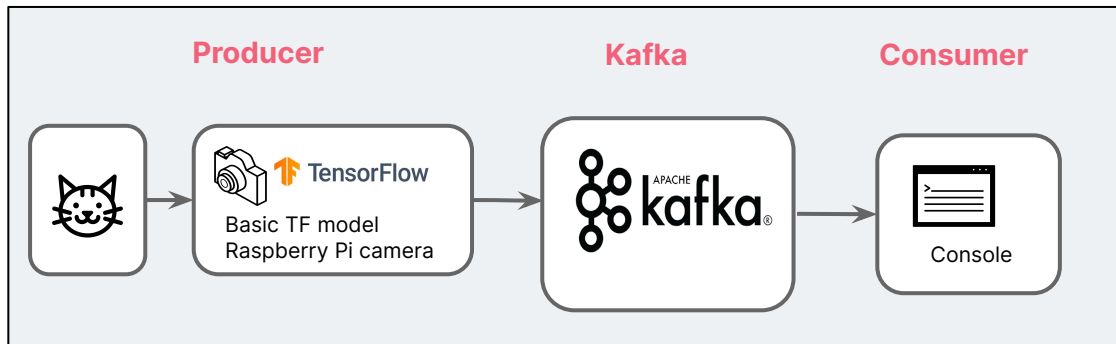 Producer
Kafka
Consumer
TensorFlow
Basic TF model
Raspberry Pi camera
APACHE
kafka®
>
Console